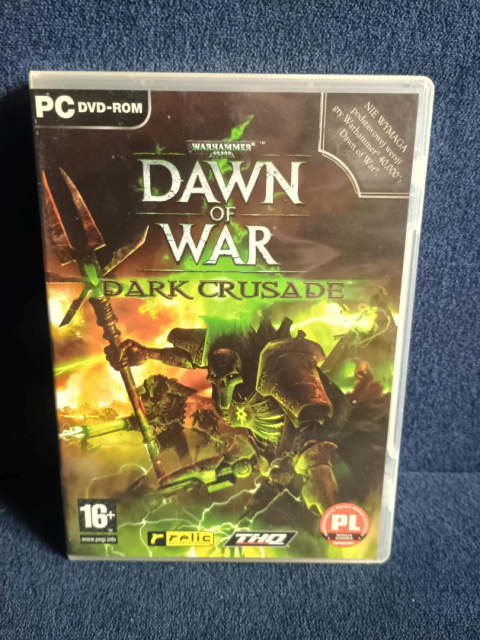 PC DVD-ROM
NIE WYMAGA
podstawowej wersji
gry Warhammer® 40,000®:
Dawn of War®
WARHAMMER®
40,000
™
DAWN
OF
WAR
DARK CRUSADE
16+
www.pegi.info
relic
THQ
PL